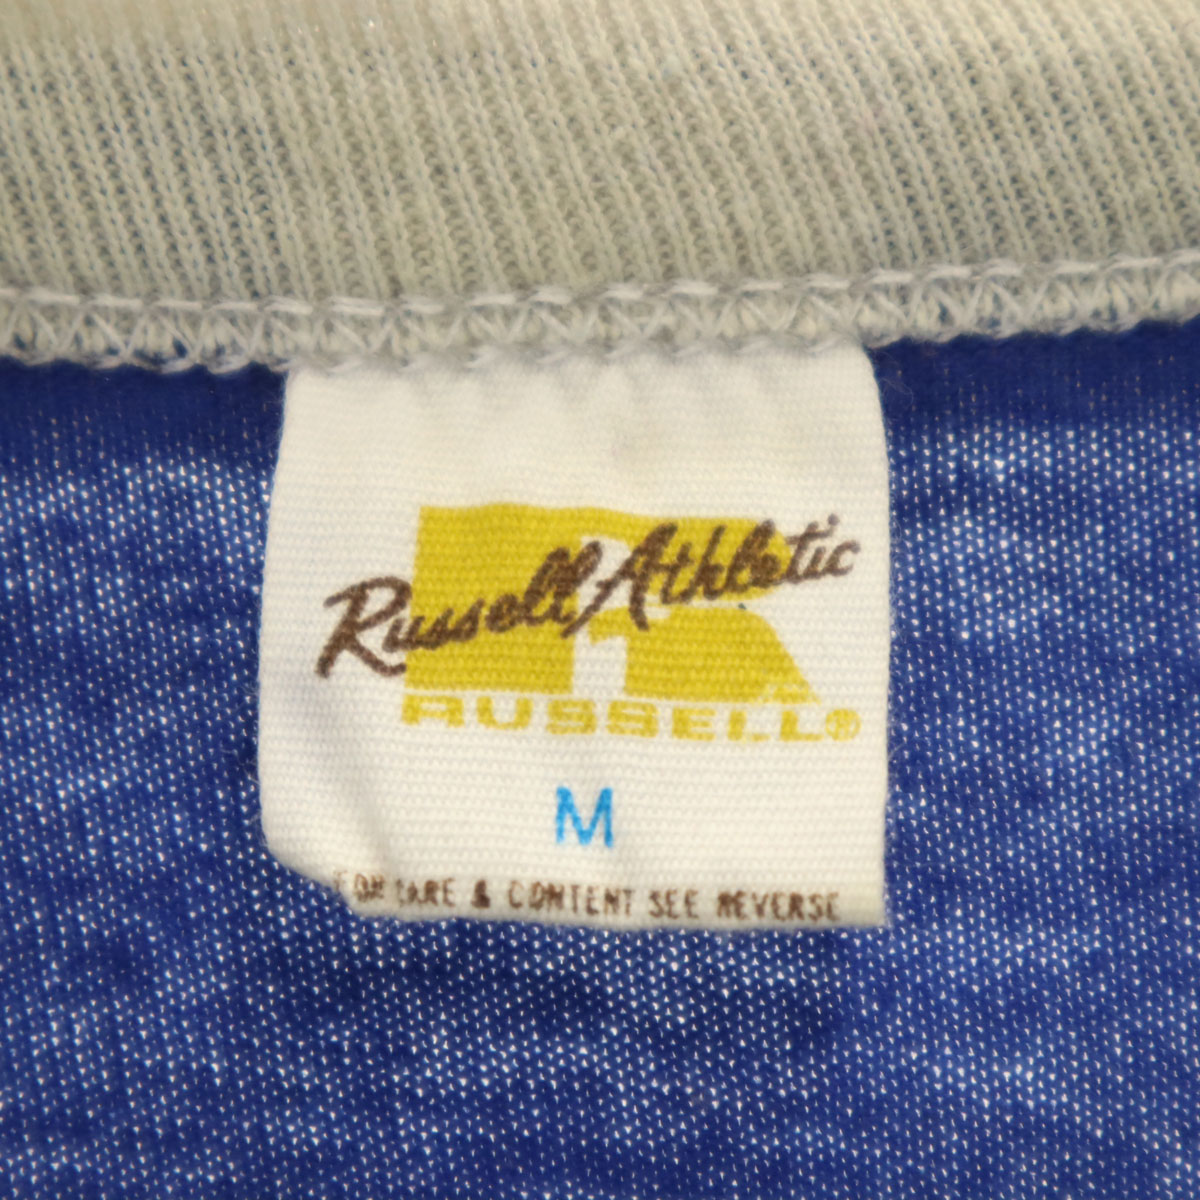 Russell Athletic
RUSSELL®
M
FOR CARE & CONTENT SEE REVERSE